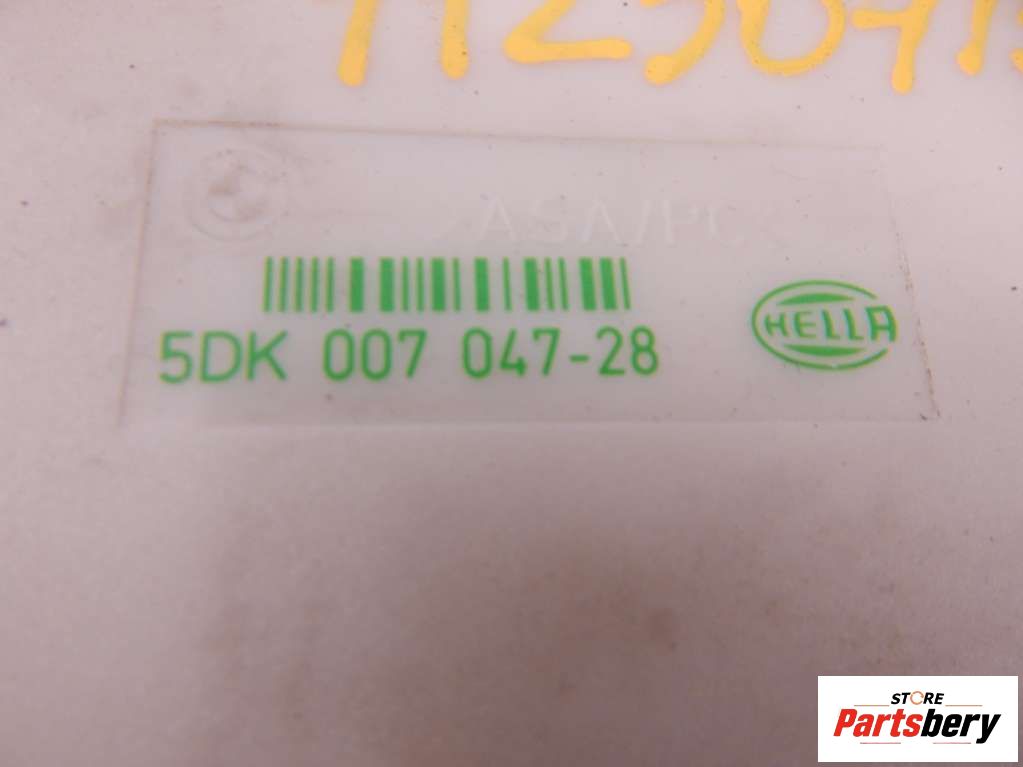 ASA/PC
5DK 007 047-28
HELLA
STORE
Partsbery